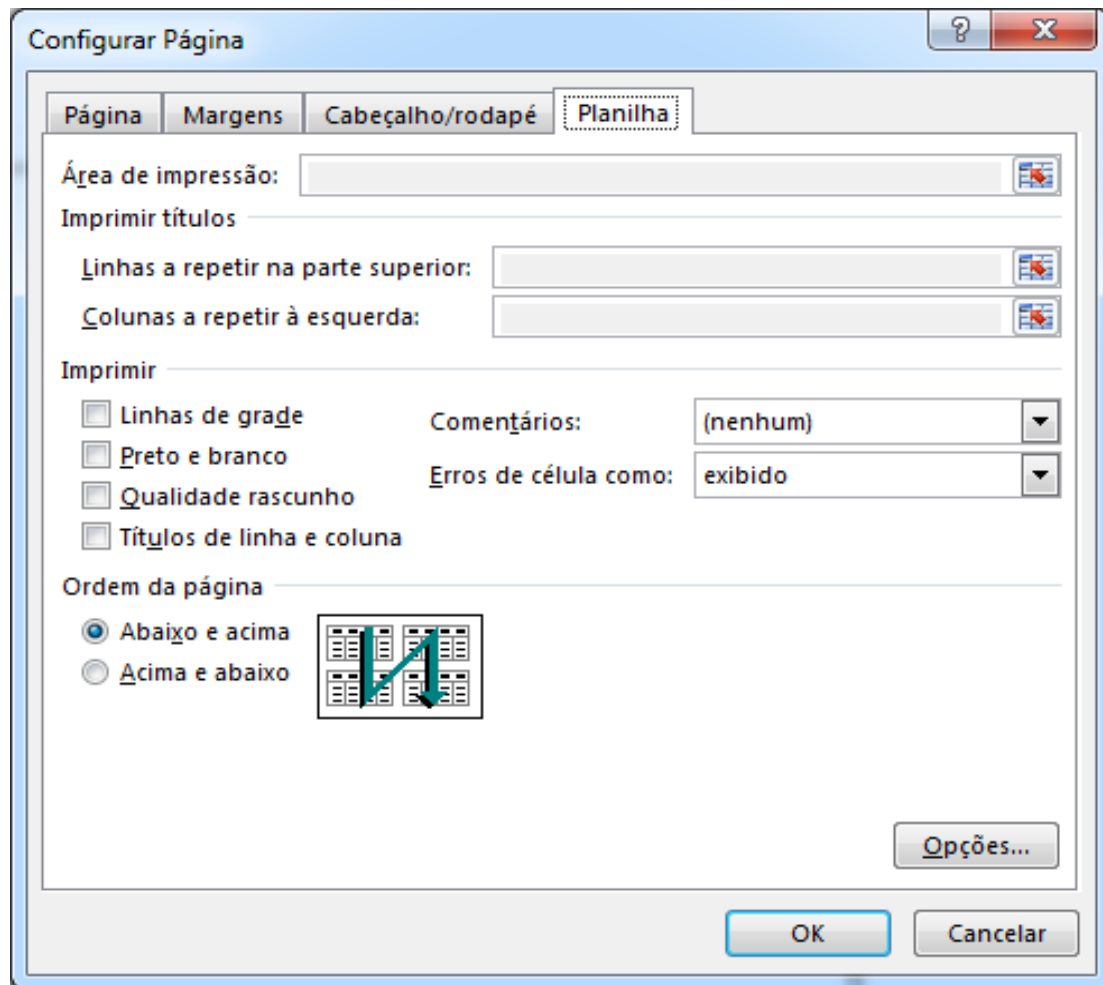 Configurar Página
Página Margens Cabeçalho/rodapé Planilha
Área de impressão:
Imprimir títulos
Linhas a repetir na parte superior:
Colunas a repetir à esquerda:
Imprimir
Linhas de grade
Preto e branco
Qualidade rascunho
Títulos de linha e coluna
Comentários: (nenhum)
Erros de célula como: exibido
Ordem da página
Abaixo e acima
Acima e abaixo
Opções...
OK Cancelar